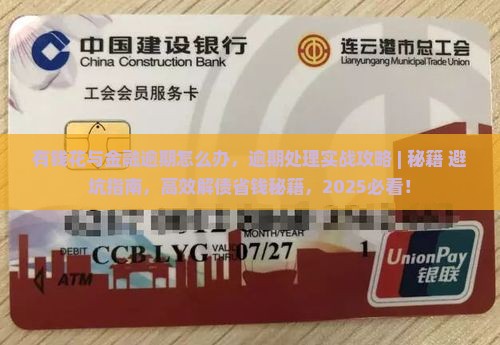 中国建设银行
China Construction Bank
连云港市总工会
Lianyungang Municipal Trade Union
工会会员服务卡
有钱花与金融逾期怎么办，逾期处理实战攻略 | 秘籍 避
坑指南，高效解债省钱秘籍，2025必看！
MONTH/YEAR
DEBIT CCB LYG VALID THRU 07/27 1
UnionPay
银联
ATM